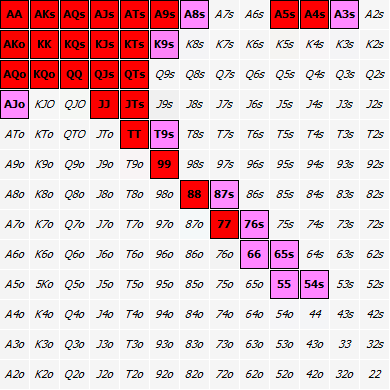 AA AKs AQs AJs ATs A9s A8s A7s A6s A5s A4s A3s A2s
AKo KK KQs KJs KTs K9s K8s K7s K6s K5s K4s K3s K2s
AQo KQo QQ QJs QTs Q9s Q8s Q7s Q6s Q5s Q4s Q3s Q2s
AJo KJO QJO JJ JTs J9s J8s J7s J6s J5s J4s J3s J2s
ATo KTo QTO JTo TT T9s T8s T7s T6s T5s T4s T3s T2s
A9o K9o Q9o J9o T9o 99 98s 97s 96s 95s 94s 93s 92s
A8o K8o Q8o J8o T8o 98o 88 87s 86s 85s 84s 83s 82s
A7o K7o Q7o J7o T7o 97o 87o 77 76s 75s 74s 73s 72s
A6o K6o Q6o J6o T6o 96o 86o 76o 66 65s 64s 63s 62s
A5o 5Ko Q5o J5o T5o 95o 85o 75o 65o 55 54s 53s 52s
A4o K4o Q4o J4o T4o 94o 84o 74o 64o 54o 44 43s 42s
A3o K3o Q3o J3o T3o 93o 83o 73o 63o 53o 43o 33 32s
A2o K2o Q2o J2o T2o 92o 82o 72o 62o 52o 42o 32o 22